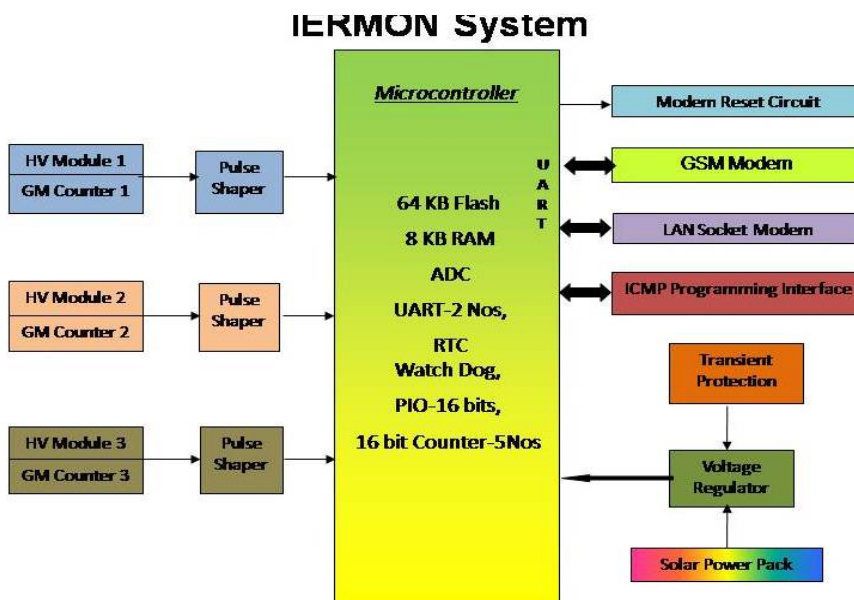 IERMON System
Microcontroller
64 KB Flash
8 KB RAM
ADC
UART-2 Nos,
RTC
Watch Dog,
PIO-16 bits,
16 bit Counter-5Nos
U
A
R
T
HV Module 1
GM Counter 1
Pulse
Shaper
HV Module 2
GM Counter 2
Pulse
Shaper
HV Module 3
GM Counter 3
Pulse
Shaper
Modem Reset Circuit
GSM Modem
LAN Socket Modem
ICMP Programming Interface
Transient
Protection
Voltage
Regulator
Solar Power Pack